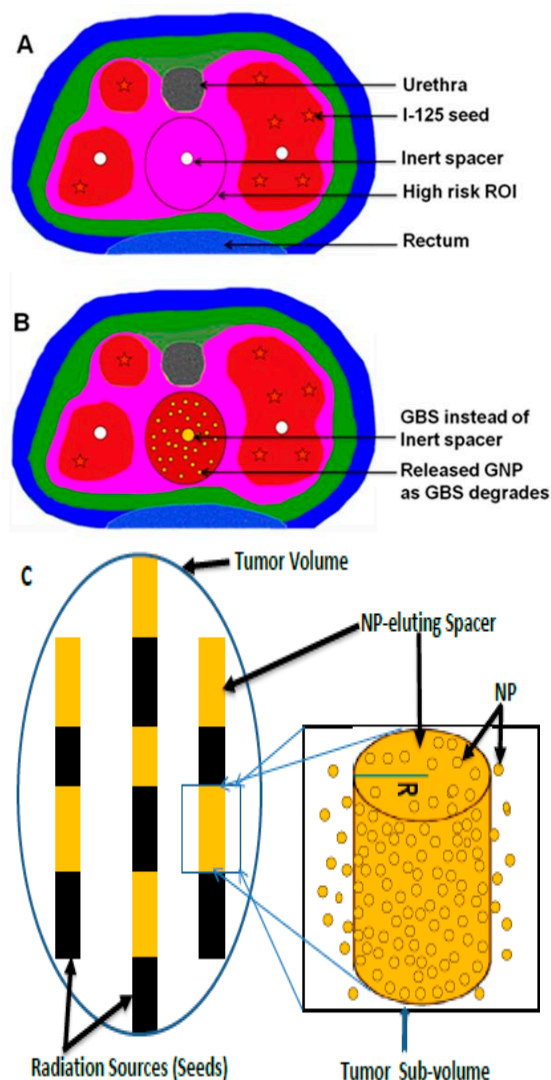 A
Urethra
I-125 seed
Inert spacer
High risk ROI
Rectum
B
GBS instead of
Inert spacer
Released GNP
as GBS degrades
C
Tumor Volume
NP-eluting Spacer
NP
R
Radiation Sources (Seeds)
Tumor Sub-volume